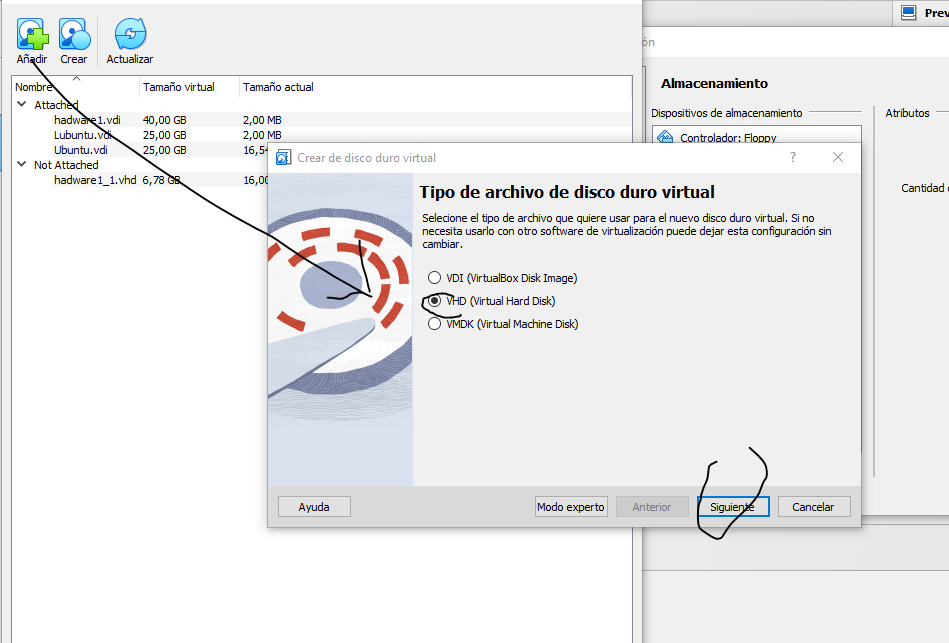 Prev
ón
Añadir Crear Actualizar
Nombre Tamaño virtual Tamaño actual
Attached
hadware1.vdi 40,00 GB 2,00 MB
Lubuntu.vdi 25,00 GB 2,00 MB
Ubuntu.vdi 25,00 GB 16,54
Not Attached
hadware1_1.vhd 6,78 GB 16,00
Almacenamiento
Dispositivos de almacenamiento Atributos
Controlador: Floppy
Cantidad
Crear de disco duro virtual ?
Tipo de archivo de disco duro virtual
Selecione el tipo de archivo que quiere usar para el nuevo disco duro virtual. Si no
necesita usarlo con otro software de virtualización puede dejar esta configuración sin
cambiar.
VDI (VirtualBox Disk Image)
VHD (Virtual Hard Disk)
VMDK (Virtual Machine Disk)
Ayuda Modo experto Anterior Siguiente Cancelar